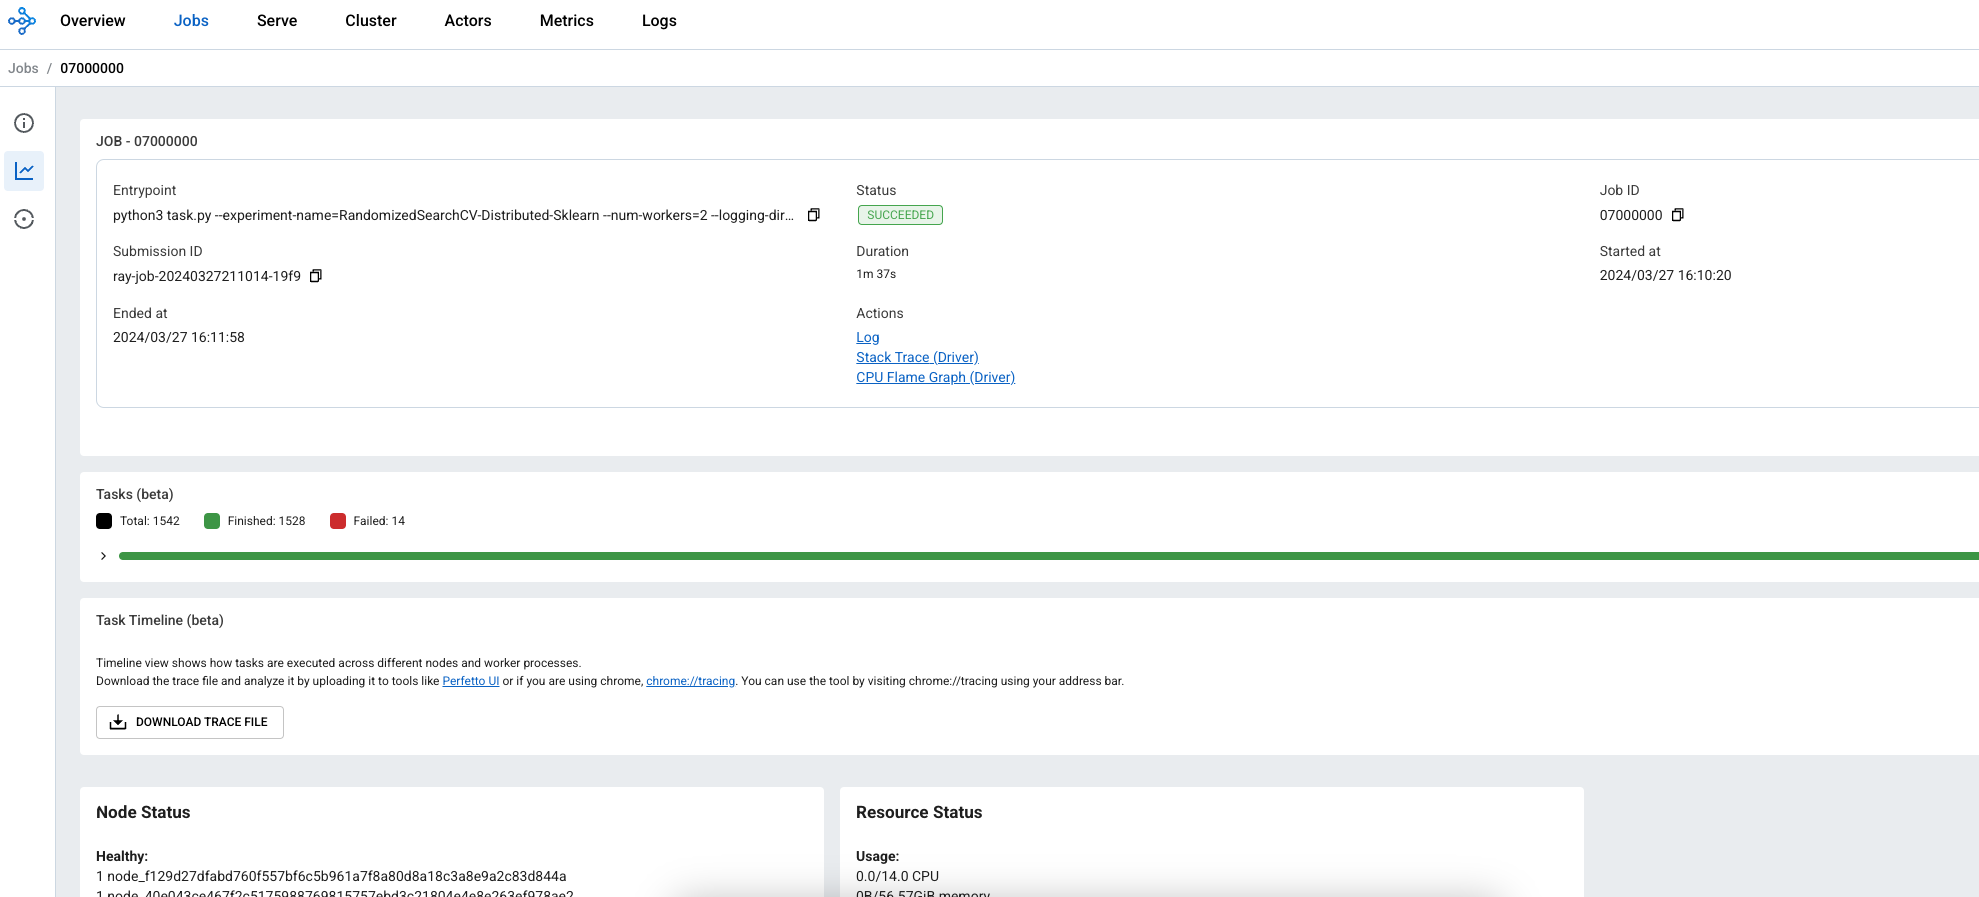 Overview Jobs Serve Cluster Actors Metrics Logs
Jobs / 07000000
JOB - 07000000
Entrypoint
python3 task.py --experiment-name=RandomizedSearchCV-Distributed-Sklearn --num-workers=2 --logging-dir...
Status
SUCCEEDED
Job ID
07000000
Submission ID
ray-job-20240327211014-19f9
Duration
1m 37s
Started at
2024/03/27 16:10:20
Ended at
2024/03/27 16:11:58
Actions
Log
Stack Trace (Driver)
CPU Flame Graph (Driver)
Tasks (beta)
Total: 1542 Finished: 1528 Failed: 14
Task Timeline (beta)
Timeline view shows how tasks are executed across different nodes and worker processes.
Download the trace file and analyze it by uploading it to tools like Perfetto UI or if you are using chrome, chrome://tracing. You can use the tool by visiting chrome://tracing using your address bar.
DOWNLOAD TRACE FILE
Node Status
Healthy:
1 node_f129d27dfabd760f557bf6c5b961a7f8a80d8a18c3a8e9a2c83d844a
1
Resource Status
Usage:
0.0/14.0 CPU
0B/56.57GiB memory